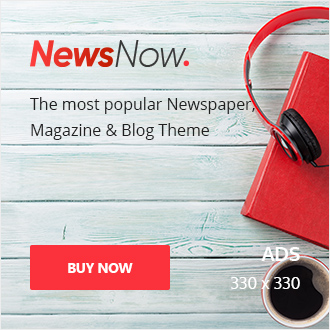 NewsNow.
The most popular Newspaper,
Magazine & Blog Theme
BUY NOW
ADS
330 x 330